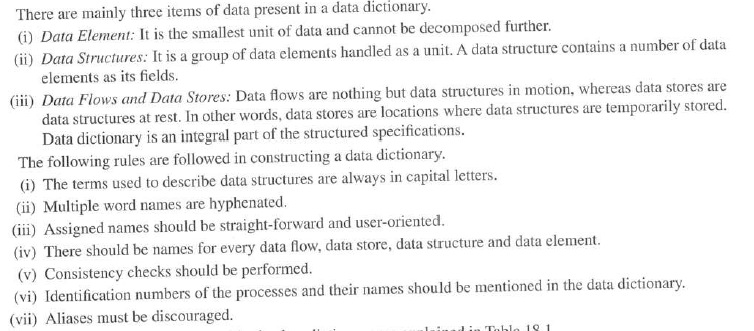 There are mainly three items of data present in a data dictionary.
(i) Data Element: It is the smallest unit of data and cannot be decomposed further.
(ii) Data Structures: It is a group of data elements handled as a unit. A data structure contains a number of data
elements as its fields.
(iii) Data Flows and Data Stores: Data flows are nothing but data structures in motion, whereas data stores are
data structures at rest. In other words, data stores are locations where data structures are temporarily stored.
Data dictionary is an integral part of the structured specifications.
The following rules are followed in constructing a data dictionary.
(i) The terms used to describe data structures are always in capital letters.
(ii) Multiple word names are hyphenated.
(iii) Assigned names should be straight-forward and user-oriented.
(iv) There should be names for every data flow, data store, data structure and data element.
(v) Consistency checks should be performed.
(vi) Identification numbers of the processes and their names should be mentioned in the data dictionary.
(vii) Aliases must be discouraged.
in Table 18.1